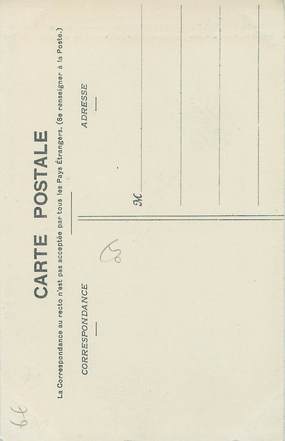 CARTE POSTALE
La Correspondance au recto n'est pas acceptée par tous les Pays Étrangers. (Se renseigner à la Poste.)
CORRESPONDANCE
ADRESSE
M